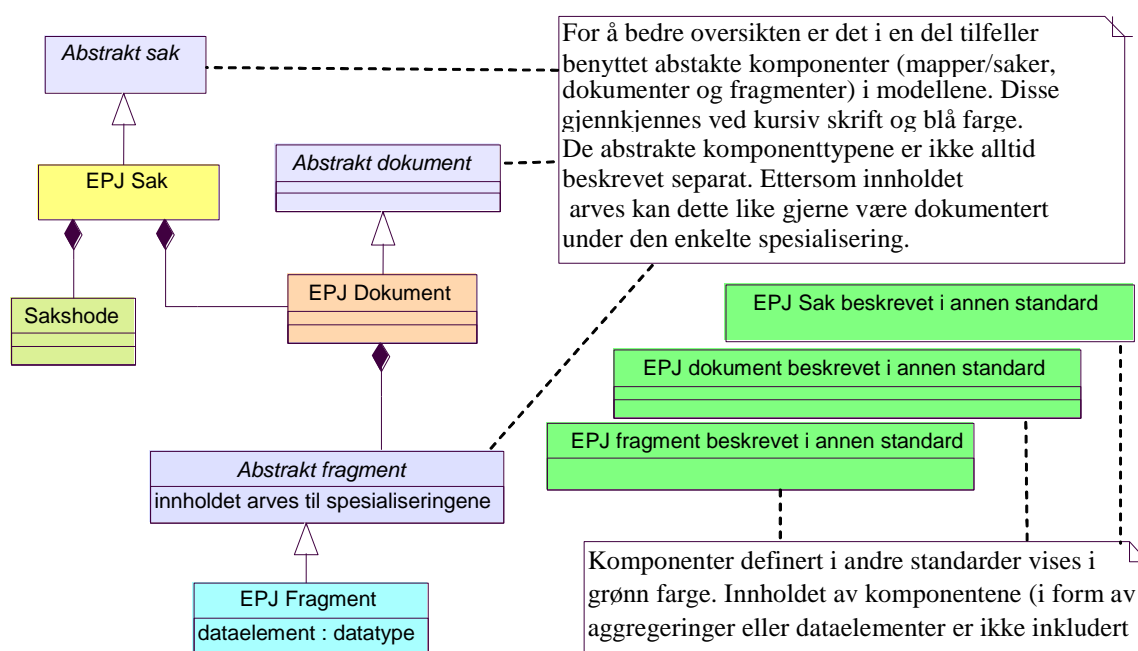 Abstrakt sak
For å bedre oversikten er det i en del tilfeller
benyttet abstakte komponenter (mapper/saker,
dokumenter og fragmenter) i modellene. Disse
gjennkjennes ved kursiv skrift og blå farge.
De abstrakte komponenttypene er ikke alltid
beskrevet separat. Ettersom innholdet
arves kan dette like gjerne være dokumentert
under den enkelte spesialisering.
Abstrakt dokument
EPJ Sak
EPJ Dokument
Sakshode
EPJ Sak beskrevet i annen standard
EPJ dokument beskrevet i annen standard
EPJ fragment beskrevet i annen standard
Abstrakt fragment
innholdet arves til spesialiseringene
EPJ Fragment
dataelement : datatype
Komponenter definert i andre standarder vises i
grønn farge. Innholdet av komponentene (i form av
aggregeringer eller dataelementer er ikke inkludert